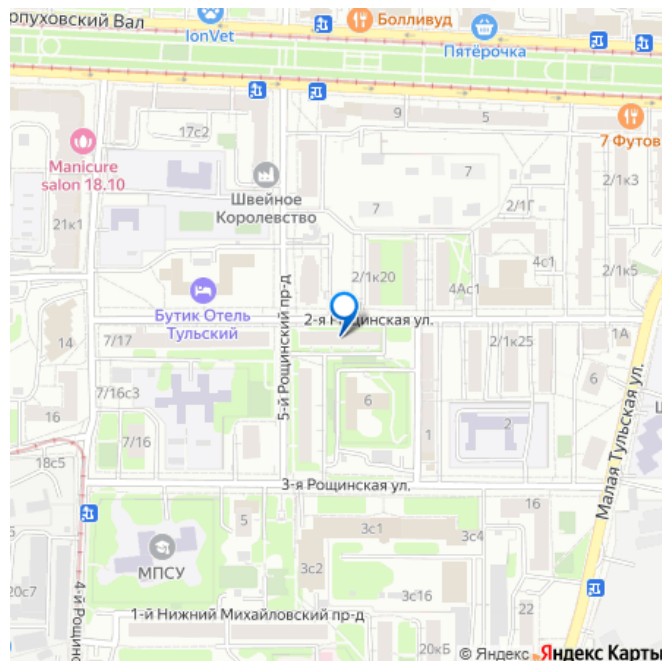 рпуховский Вал
Болливуд
IonVet
Пятёрочка
9
5
17с2
7 Футов
Manicure
salon 18.10
Швейное
Королевство
7
7
2/1к3
21к1
2/1Г
4с1
2/1к20
4Ас1
2/1к5
Бутик Отель
Тульский
5-й Рощинский пр-д
2-я Рощинская ул.
14
7/17
2/1к25
1А
7/16с3
6
6
16
7/16
1
2
Малая Тульская ул.
18с5
3-я Рощинская ул.
16
5
3с1
3с4
МПСУ
3с2
20с7
4-й Рощинс
3с16
1-й Нижний Михайловский пр-д
22
20кБ
© Яндекс Яндекс Карты